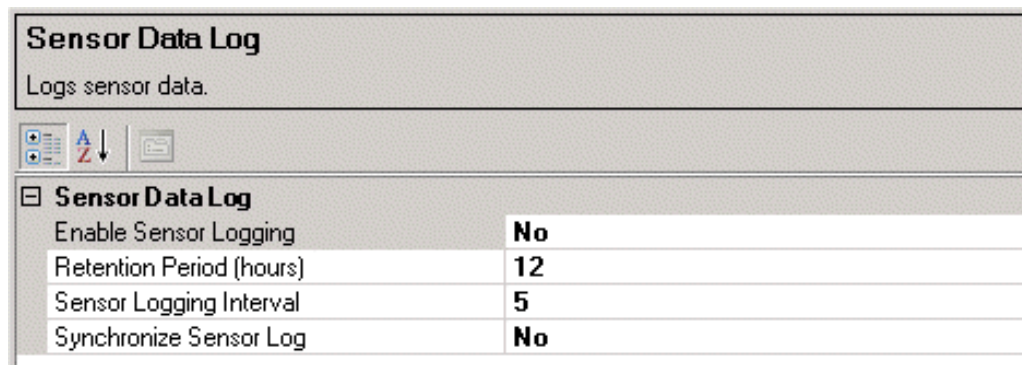 Sensor Data Log
Logs sensor data.
A
Z
Sensor Data Log
Enable Sensor Logging No
Retention Period (hours) 12
Sensor Logging Interval 5
Synchronize Sensor Log No